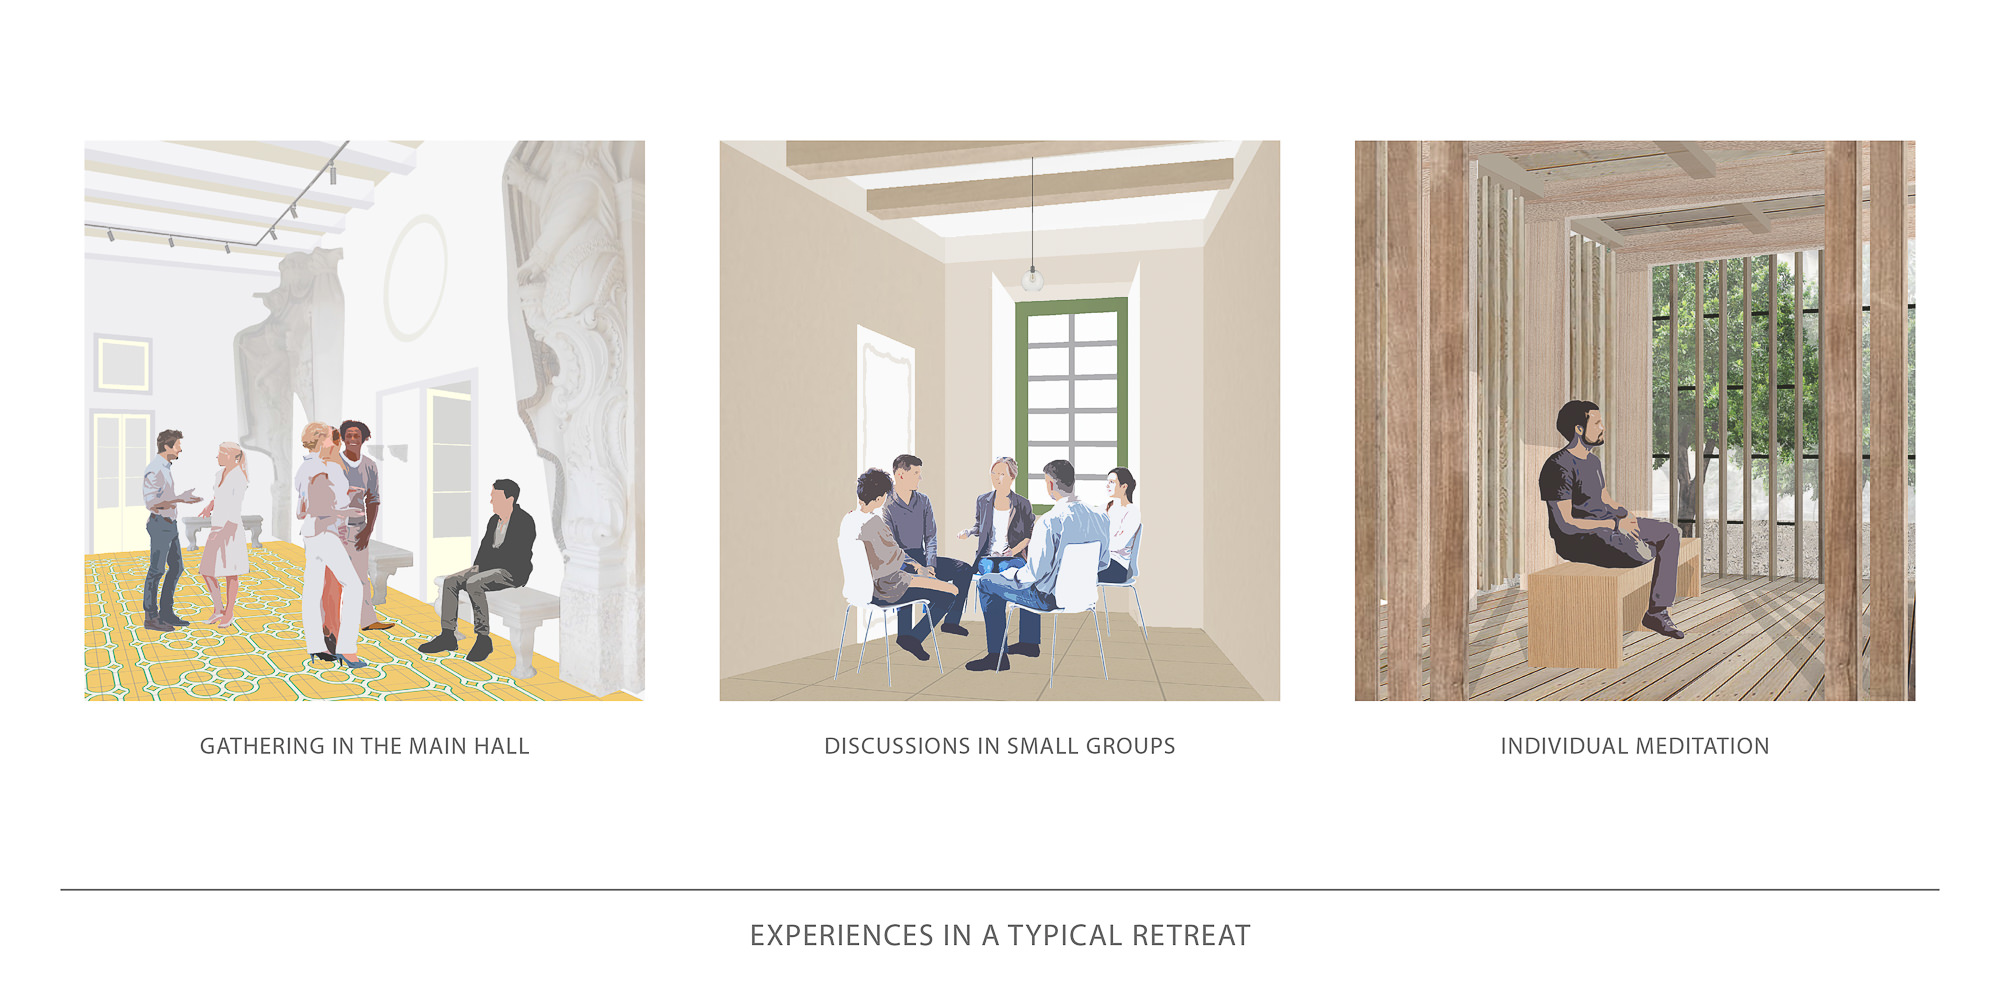 GATHERING IN THE MAIN HALL
DISCUSSIONS IN SMALL GROUPS
INDIVIDUAL MEDITATION
EXPERIENCES IN A TYPICAL RETREAT